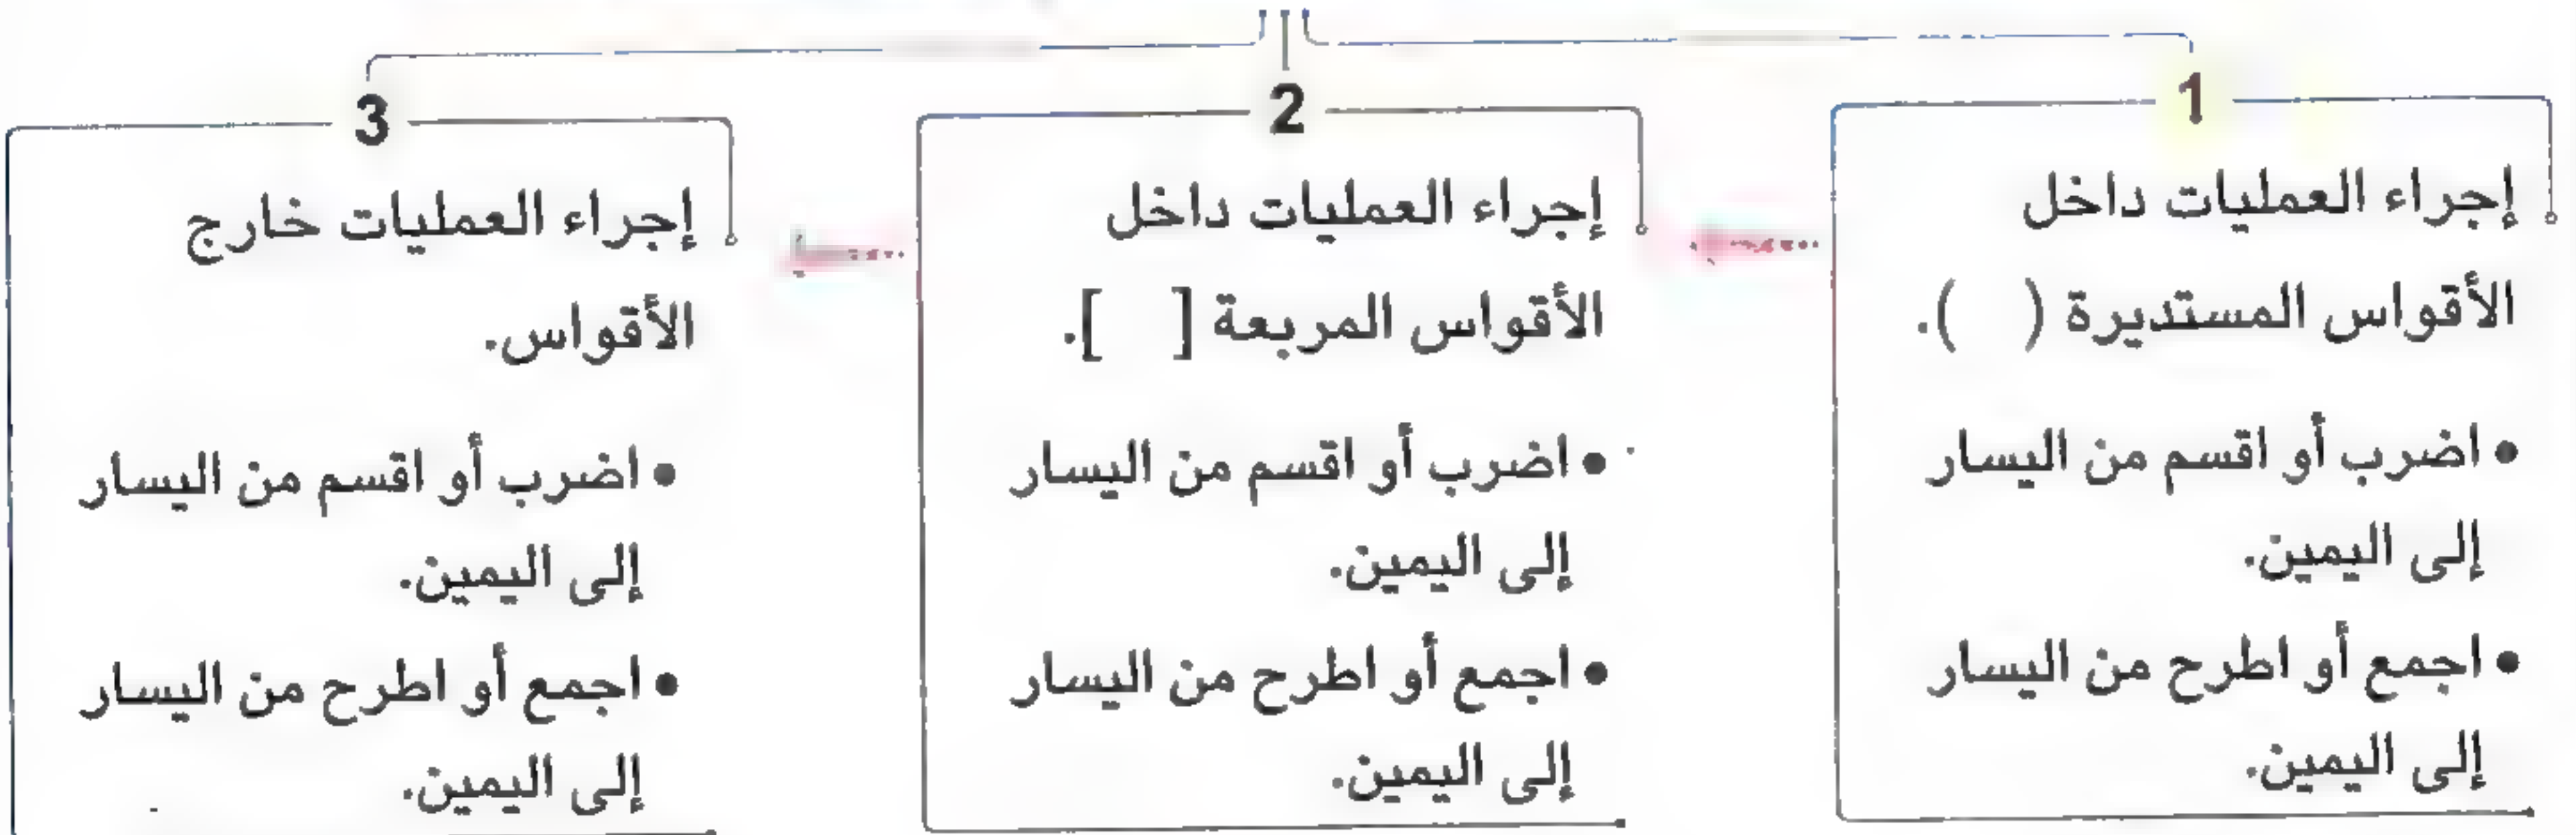 1
إجراء العمليات داخل
الأقواس المستديرة ( ).
• اضرب أو اقسم من اليسار
إلى اليمين.
• اجمع أو اطرح من اليسار
إلى اليمين.
2
إجراء العمليات داخل
الأقواس المربعة [ ].
• اضرب أو اقسم من اليسار
إلى اليمين.
• اجمع أو اطرح من اليسار
إلى اليمين.
3
إجراء العمليات خارج
الأقواس.
• اضرب أو اقسم من اليسار
إلى اليمين.
• اجمع أو اطرح من اليسار
إلى اليمين.